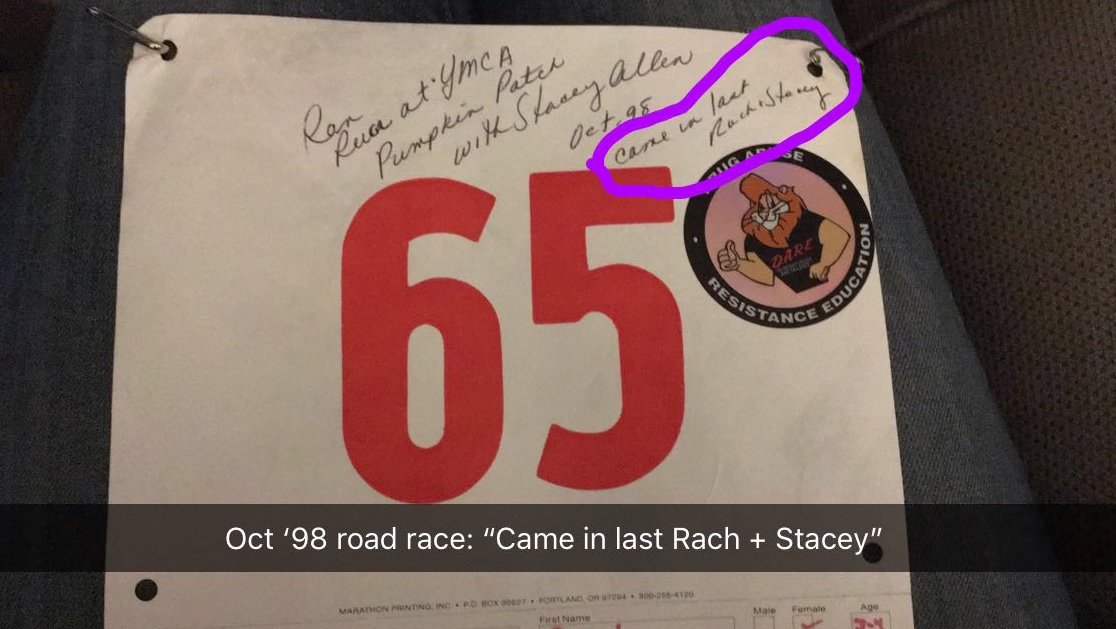 Ran
Run at YMCA
Pumpkin Patch
with Stacey Allen
Oct. 98
came in last
Rach + Stacey
65
DRUG ABUSE
DARE
RESISTANCE EDUCATION
Oct ‘98 road race: “Came in last Rach + Stacey”
MARATHON PRINTING, INC. • P.O. BOX • PORTLAND, OR 97294 • 800-255-4120
First Name
Male Female Age